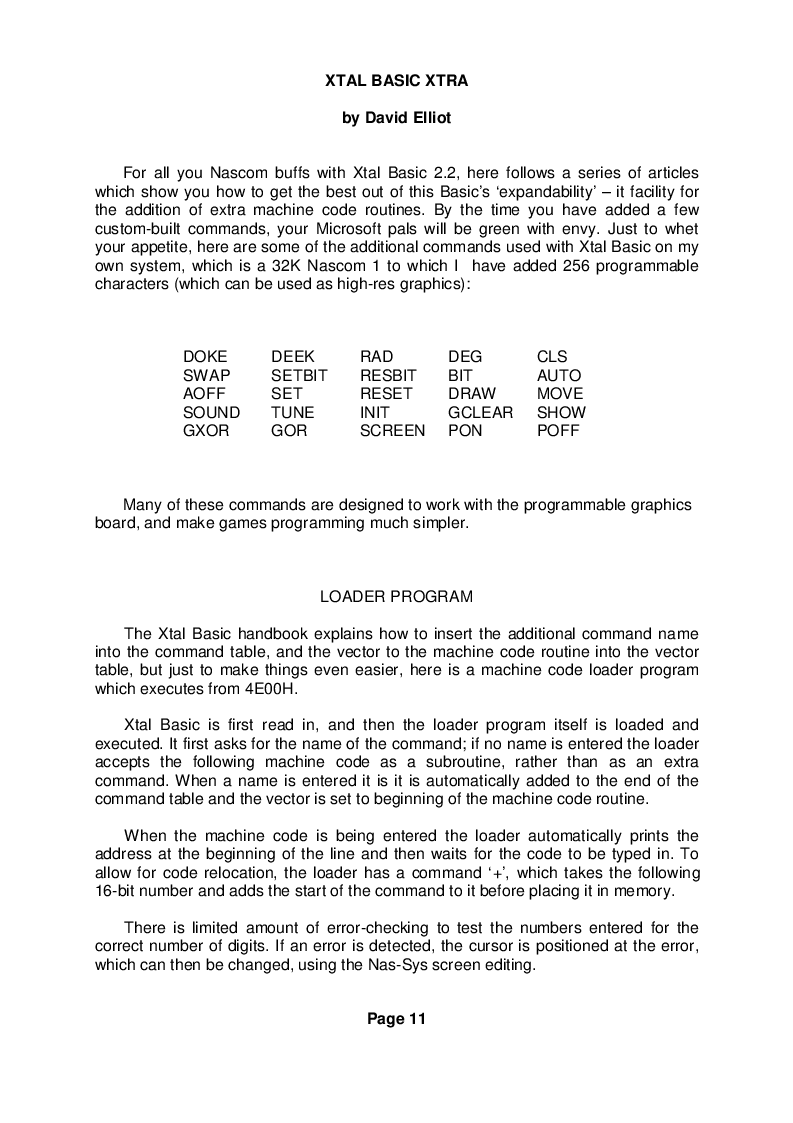 XTAL BASIC XTRA
by David Elliot
For all you Nascom buffs with Xtal Basic 2.2, here follows a series of articles
which show you how to get the best out of this Basic's ‘expandability’ – it facility for
the addition of extra machine code routines. By the time you have added a few
custom-built commands, your Microsoft pals will be green with envy. Just to whet
your appetite, here are some of the additional commands used with Xtal Basic on my
own system, which is a 32K Nascom 1 to which I have added 256 programmable
characters (which can be used as high-res graphics):
DOKE DEEK RAD DEG CLS
SWAP SETBIT RESBIT BIT AUTO
AOFF SET RESET DRAW MOVE
SOUND TUNE INIT GCLEAR SHOW
GXOR GOR SCREEN PON POFF
Many of these commands are designed to work with the programmable graphics
board, and make games programming much simpler.
LOADER PROGRAM
The Xtal Basic handbook explains how to insert the additional command name
into the command table, and the vector to the machine code routine into the vector
table, but just to make things even easier, here is a machine code loader program
which executes from 4E00H.
Xtal Basic is first read in, and then the loader program itself is loaded and
executed. It first asks for the name of the command; if no name is entered the loader
accepts the following machine code as a subroutine, rather than as an extra
command. When a name is entered it is it is automatically added to the end of the
command table and the vector is set to beginning of the machine code routine.
When the machine code is being entered the loader automatically prints the
address at the beginning of the line and then waits for the code to be typed in. To
allow for code relocation, the loader has a command ‘+’, which takes the following
16-bit number and adds the start of the command to it before placing it in memory.
There is limited amount of error-checking to test the numbers entered for the
correct number of digits. If an error is detected, the cursor is positioned at the error,
which can then be changed, using the Nas-Sys screen editing.
Page 11